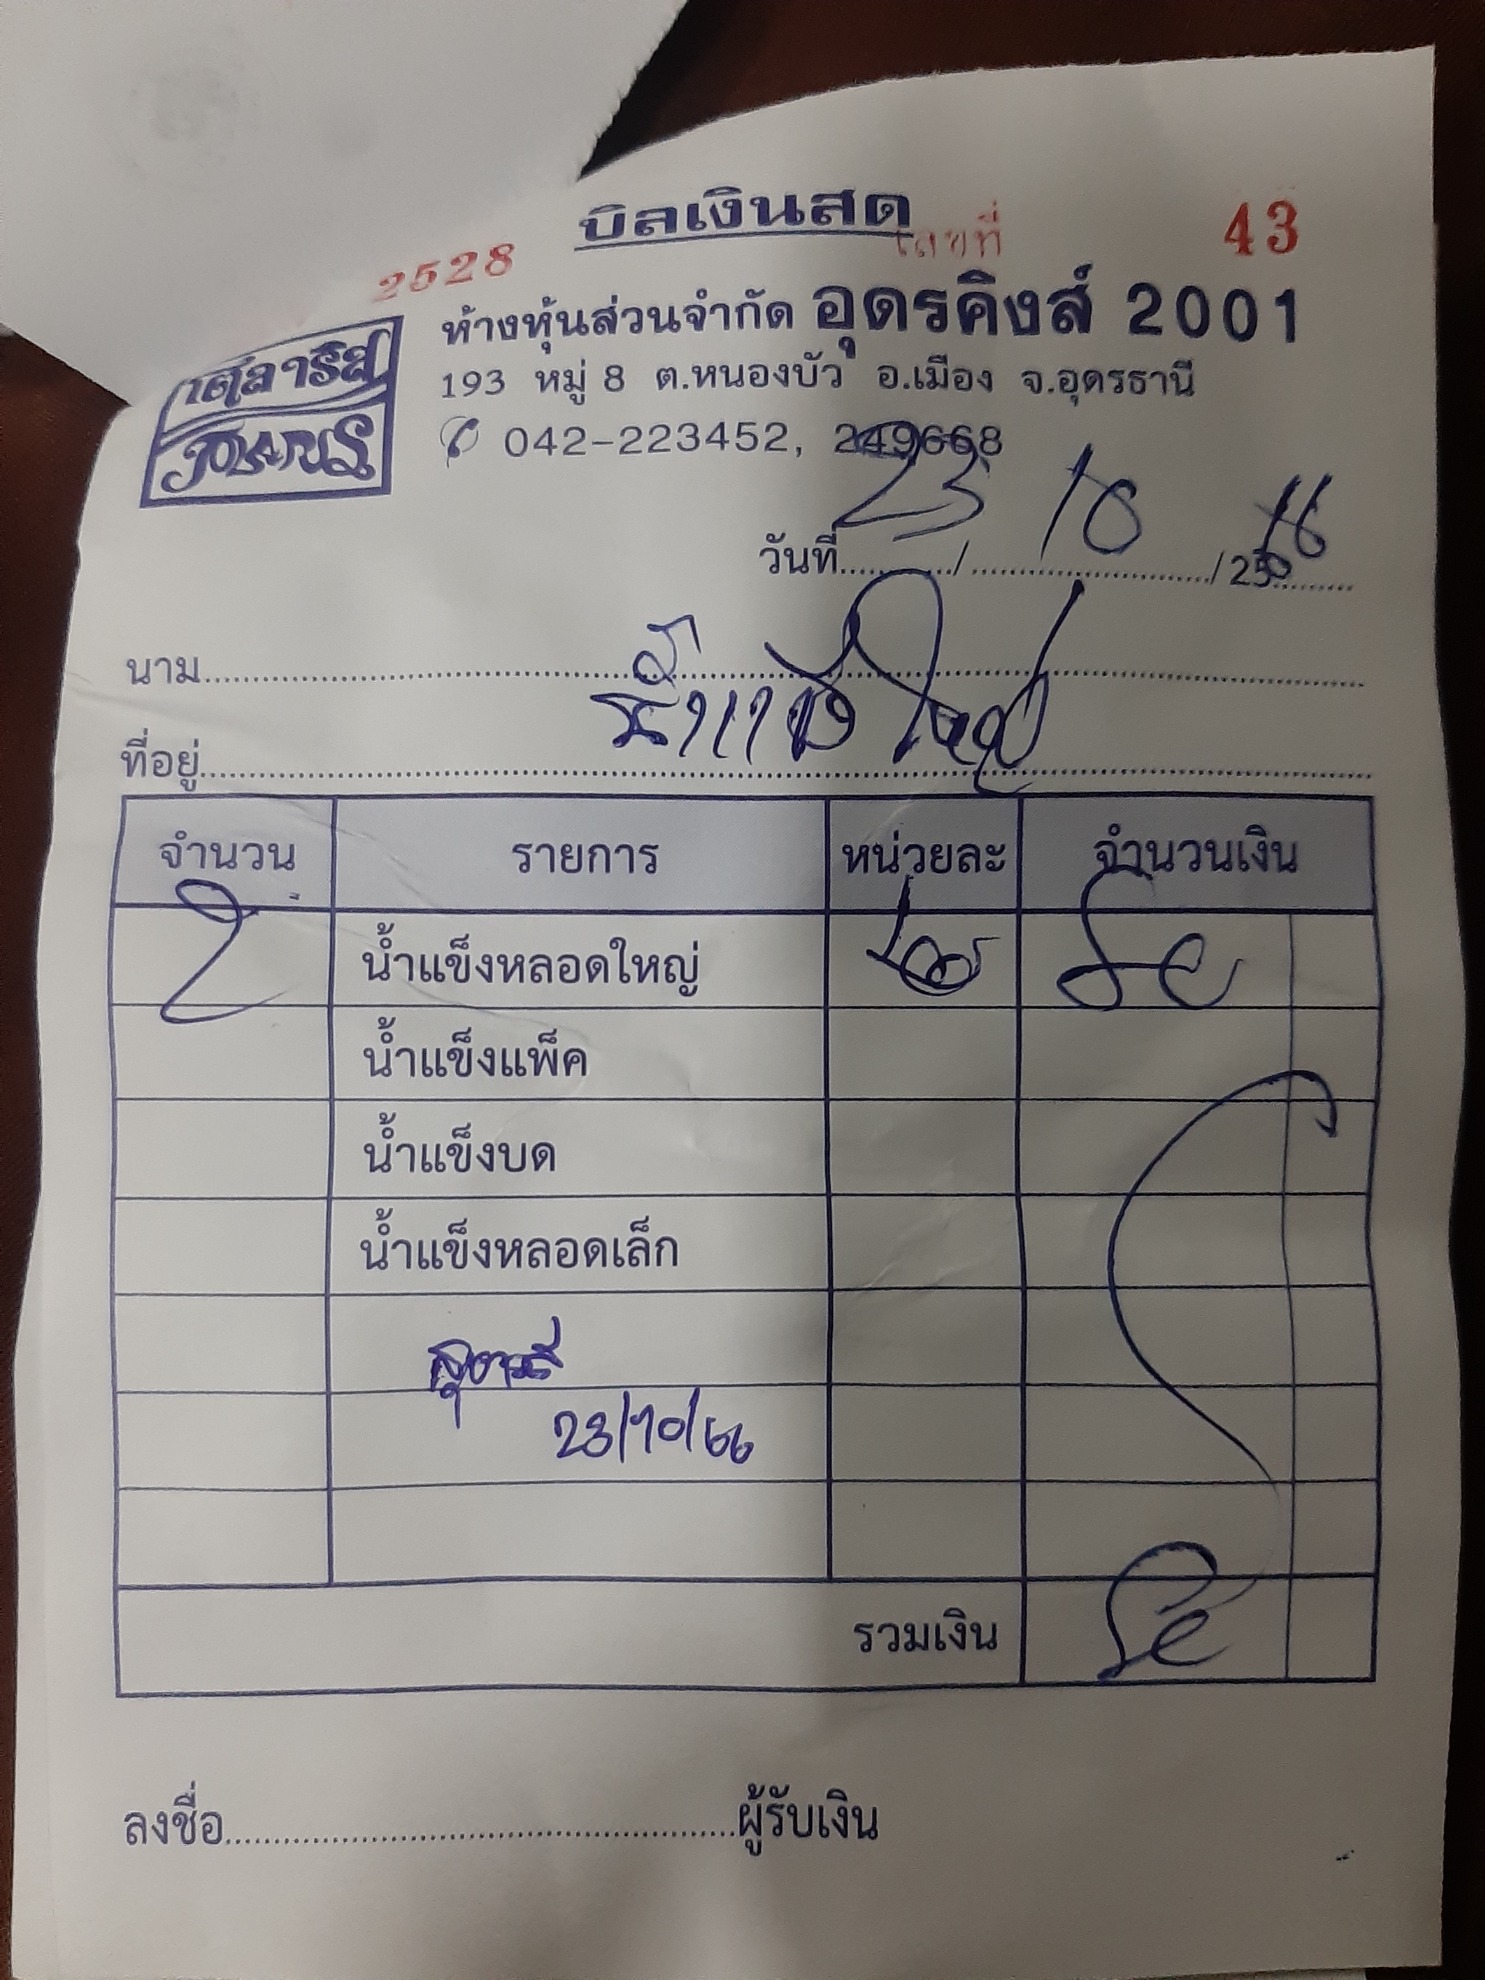 บิลเงินสด
2528 เลขที่ 43
ห้างหุ้นส่วนจำกัด อุดรคิงส์ 2001
193 หมู่ 8 ต.หนองบัว อ.เมือง จ.อุดรธานี
042-223452, 249668
วันที่ 23 / 10 / 2566
นาม
ที่อยู่
จำนวน รายการ หน่วยละ จำนวนเงิน
2 น้ำแข็งหลอดใหญ่
น้ำแข็งแพ็ค
น้ำแข็งบด
น้ำแข็งหลอดเล็ก
23/10/66
รวมเงิน
ลงชื่อ ผู้รับเงิน